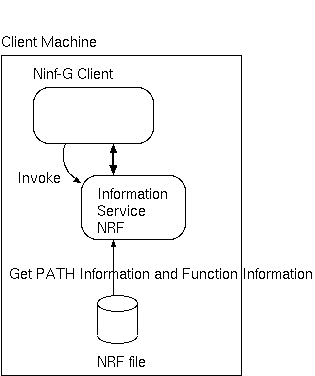 Client Machine
Ninf-G Client
Invoke
Information
Service
NRF
Get PATH Information and Function Information
NRF file